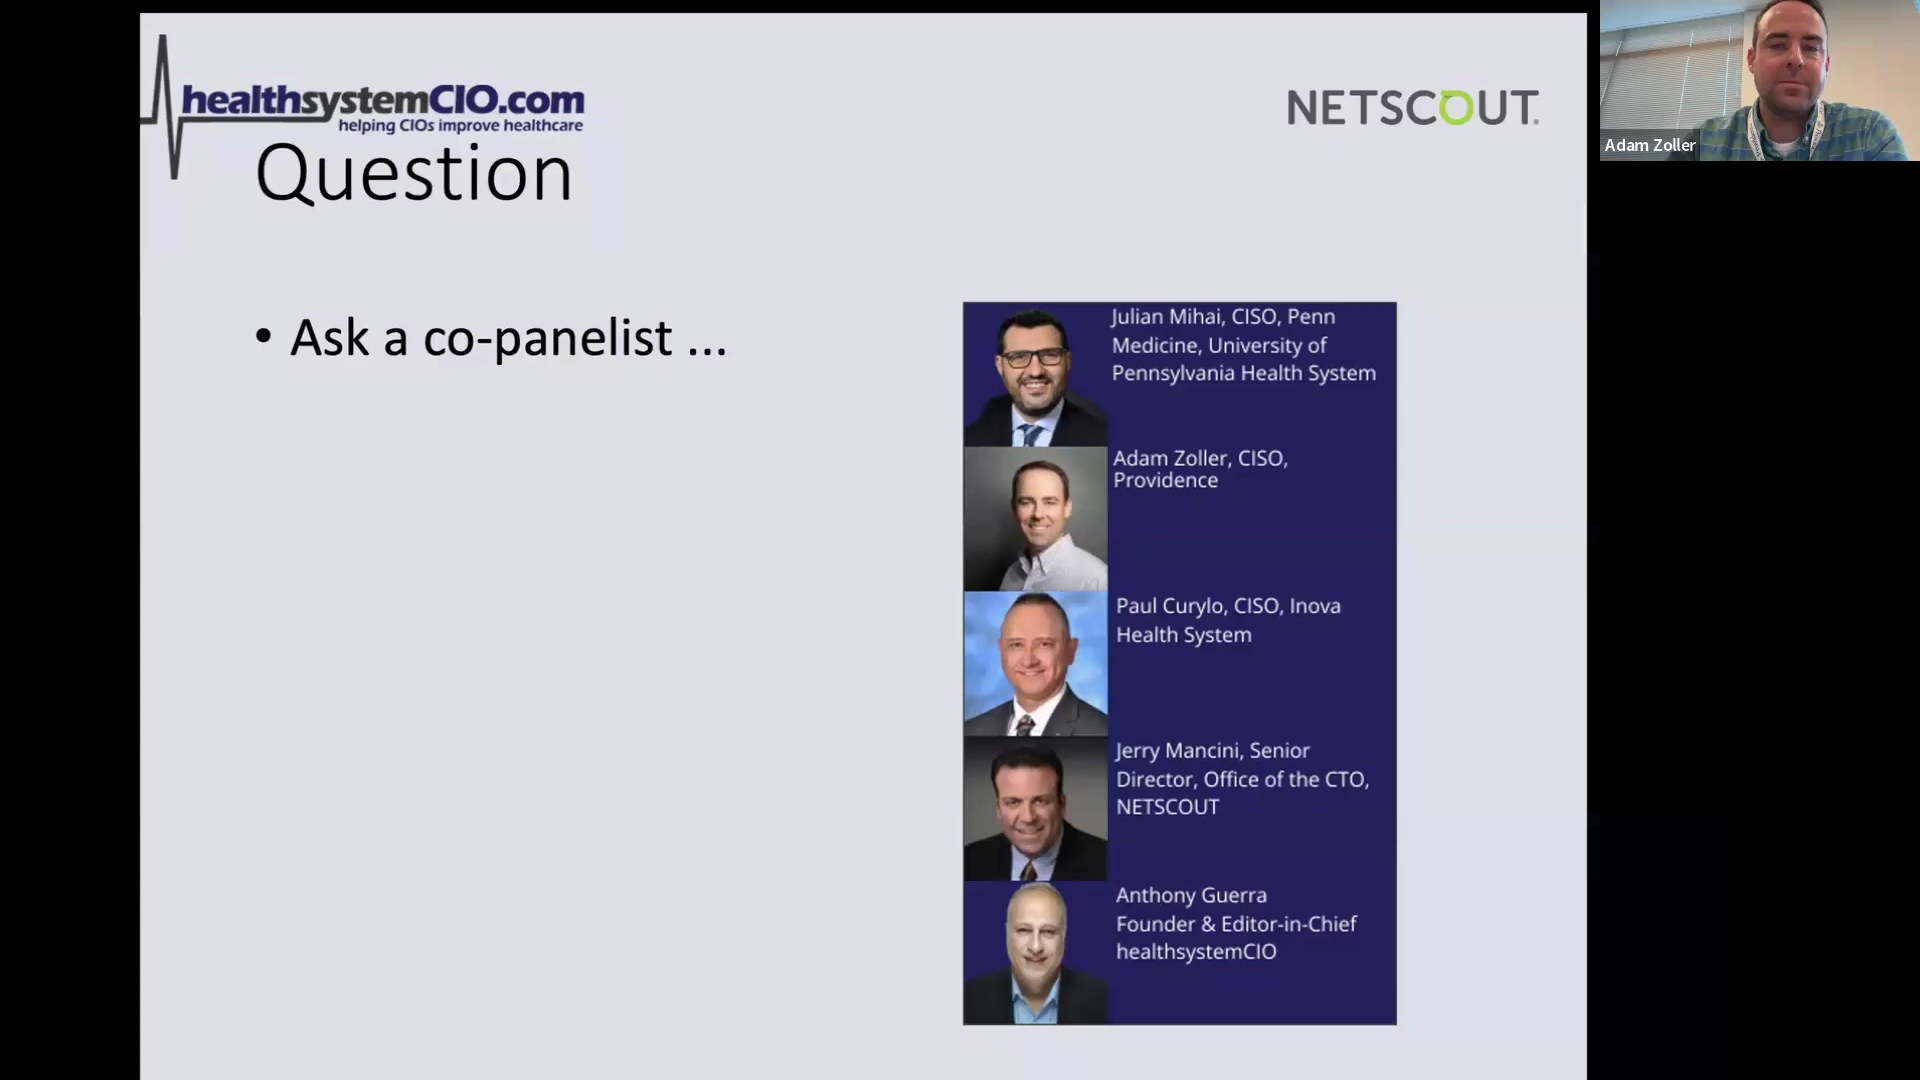 healthsystemCIO.com
helping CIOs improve healthcare
NETSCOUT.
Adam Zoller
Question
• Ask a co-panelist ...
Julian Mihai, CISO, Penn
Medicine, University of
Pennsylvania Health System
Adam Zoller, CISO,
Providence
Paul Curylo, CISO, Inova
Health System
Jerry Mancini, Senior
Director, Office of the CTO,
NETSCOUT
Anthony Guerra
Founder & Editor-in-Chief
healthsystemCIO